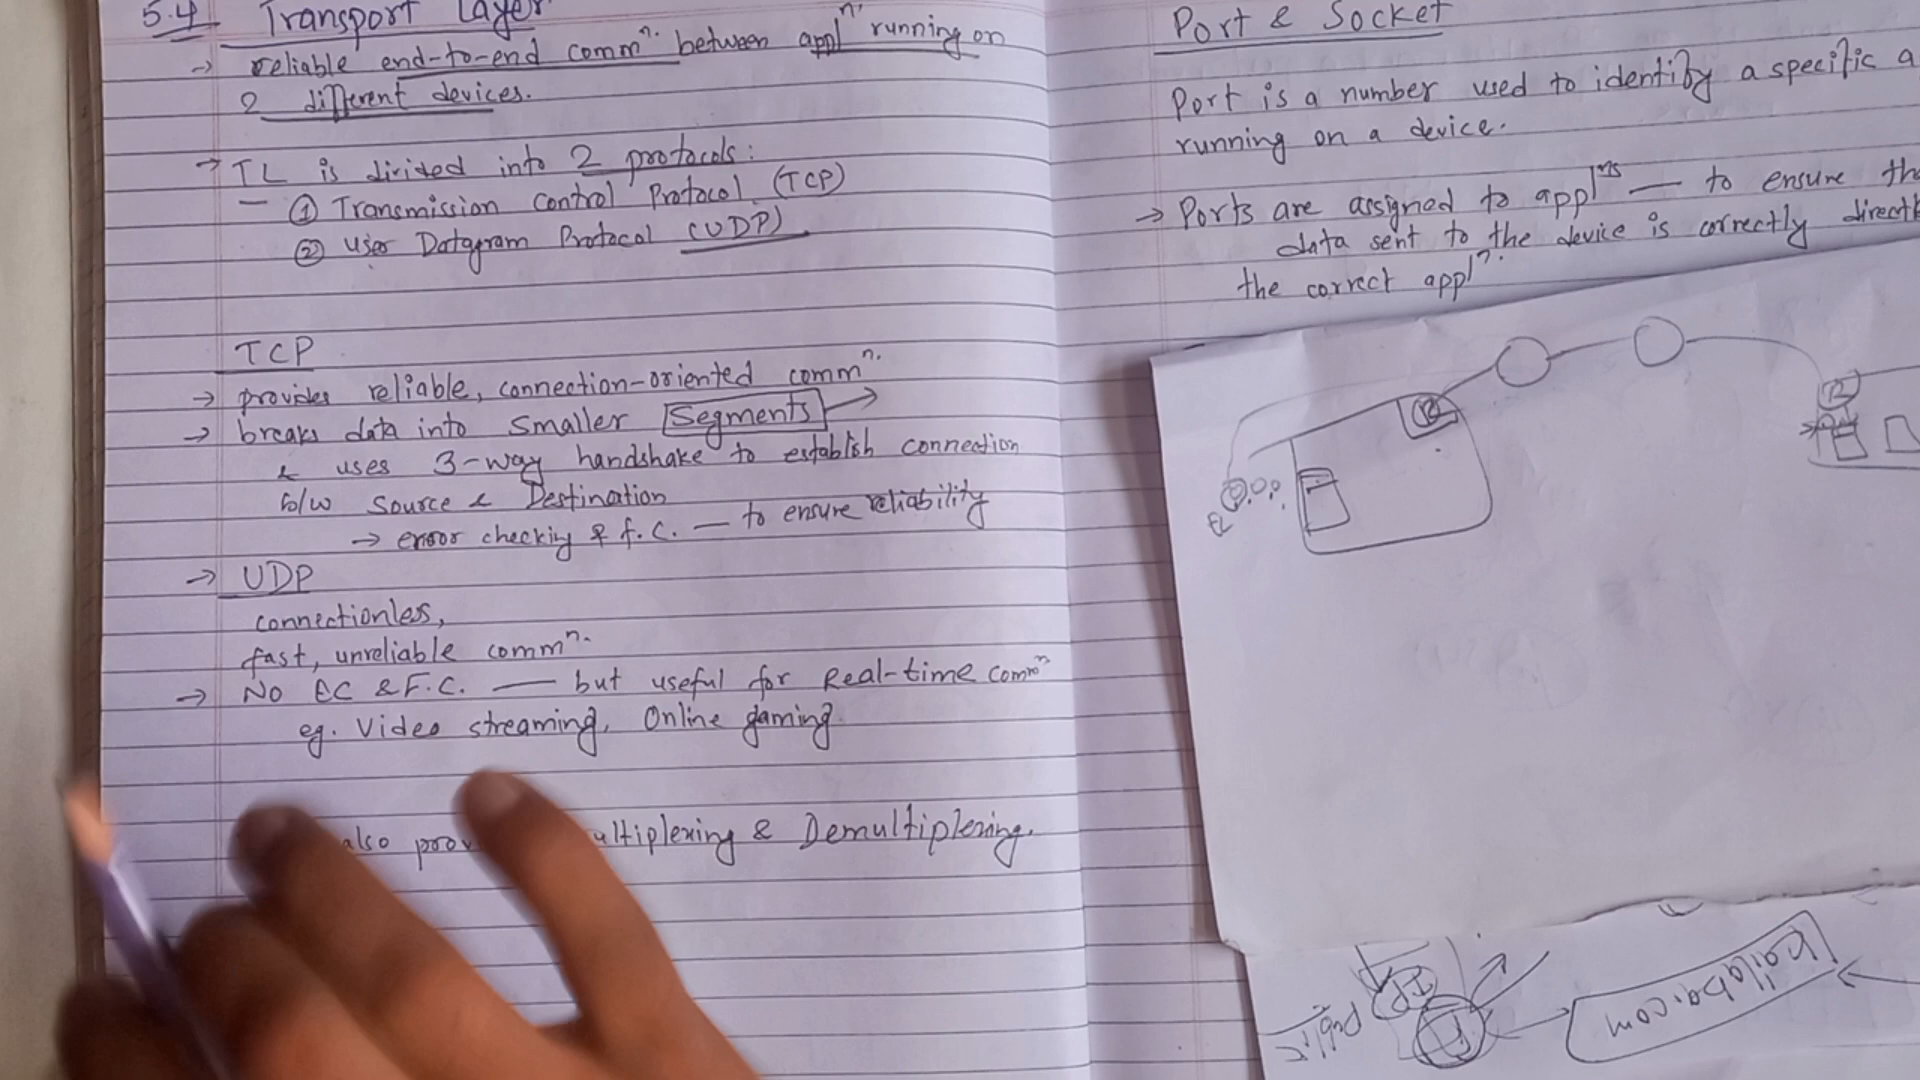 5.4 Transport Layer
→ reliable end-to-end commⁿ. between applⁿ. running on
2 different devices.
→ TL is divided into 2 protocols:
— ① Transmission Control Protocol (TCP)
② User Datagram Protocol (UDP)
TCP
→ provides reliable, connection-oriented commⁿ.
→ breaks data into smaller Segments →
& uses 3-way handshake to establish connection
b/w Source & Destination
→ error checking & f.c. — to ensure reliability
→ UDP
connectionless,
fast, unreliable commⁿ.
→ No EC & F.C. — but useful for Real-time commⁿ
eg. Video streaming, Online gaming
also & Demultiplexing.
Port & Socket
Port is a number used to identify a specific a
running on a device.
→ Ports are assigned to applⁿs — to ensure th
data sent to the device is correctly
the correct applⁿ.
R
R
Public
IP
kailaba.com